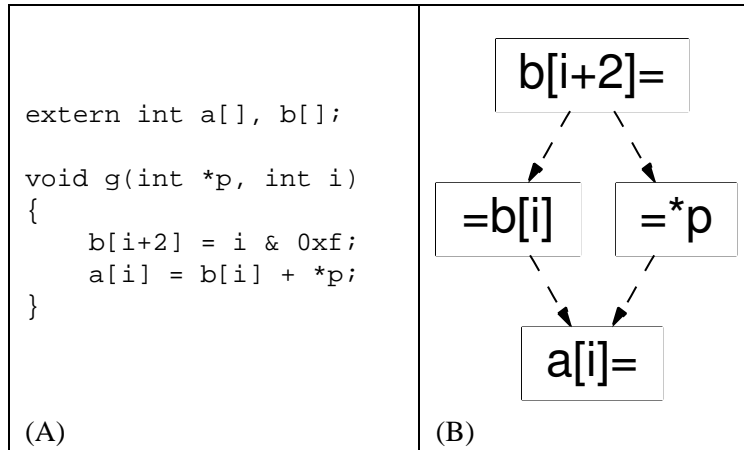 extern int a[], b[];
void g(int *p, int i)
{
    b[i+2] = i & 0xf;
    a[i] = b[i] + *p;
}
(A)
b[i+2]=
=b[i] =*p
a[i]=
(B)